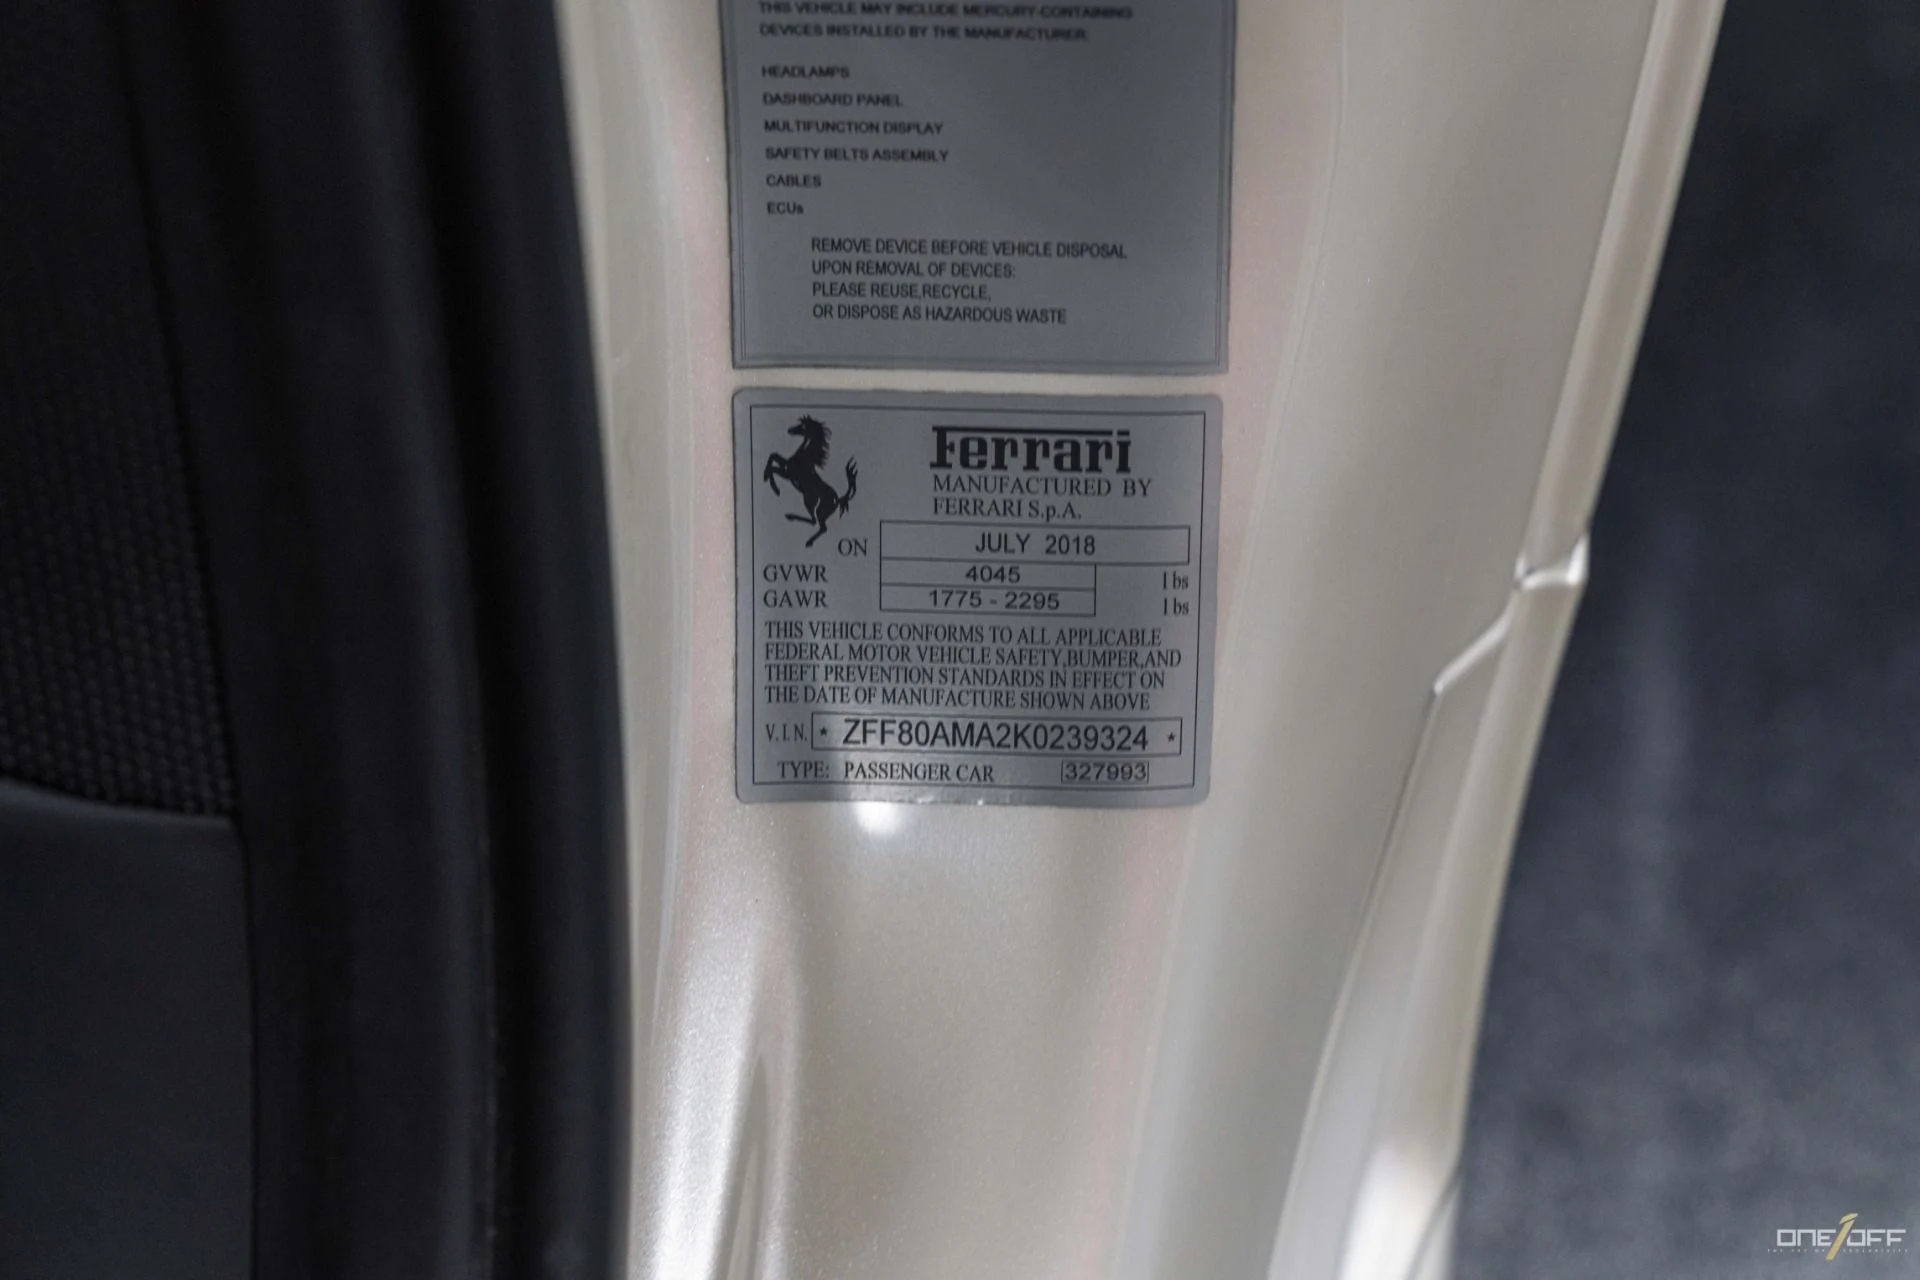 THIS VEHICLE MAY INCLUDE MERCURY-CONTAINING
DEVICES INSTALLED BY THE MANUFACTURER:
HEADLAMPS
DASHBOARD PANEL
MULTIFUNCTION DISPLAY
SAFETY BELTS ASSEMBLY
CABLES
ECUs
REMOVE DEVICE BEFORE VEHICLE DISPOSAL
UPON REMOVAL OF DEVICES:
PLEASE REUSE,RECYCLE,
OR DISPOSE AS HAZARDOUS WASTE
Ferrari
MANUFACTURED BY
FERRARI S.p.A.
ON JULY 2018
GVWR 4045 lbs
GAWR 1775 - 2295 lbs
THIS VEHICLE CONFORMS TO ALL APPLICABLE
FEDERAL MOTOR VEHICLE SAFETY,BUMPER,AND
THEFT PREVENTION STANDARDS IN EFFECT ON
THE DATE OF MANUFACTURE SHOWN ABOVE
V.I.N. * ZFF80AMA2K0239324 *
TYPE: PASSENGER CAR 327993
ONE/OFF